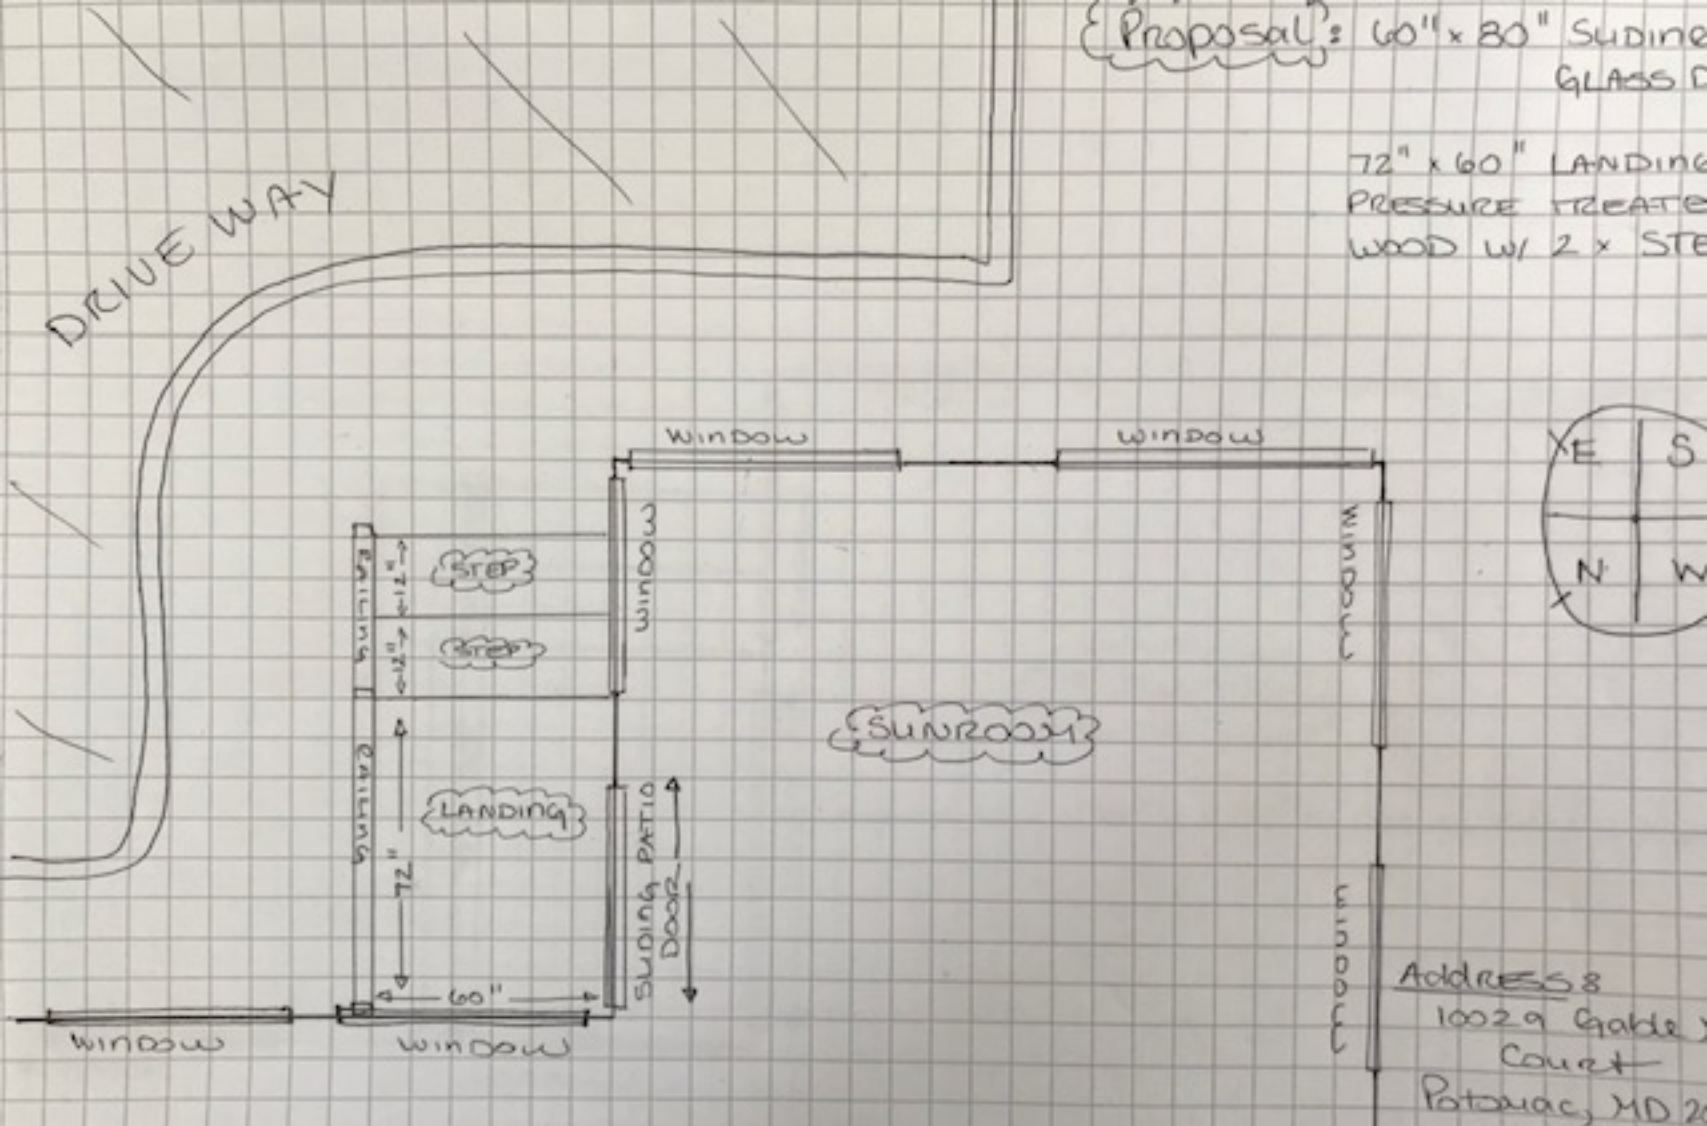 Proposal: 60" x 80" SLIDING
GLASS D
72" x 60" LANDING
PRESSURE TREATE
WOOD W/ 2 x STE
DRIVE WAY
WINDOW
WINDOW
WINDOW
WINDOW
E
S
N
W
RAILING
12"
STEP
12"
STEP
SUNROOM
RAILING
72"
LANDING
60"
SLIDING PATIO
DOOR
WINDOW
WINDOW
WINDOW
Address:
10029 Gable
Court
Potomac, MD 2